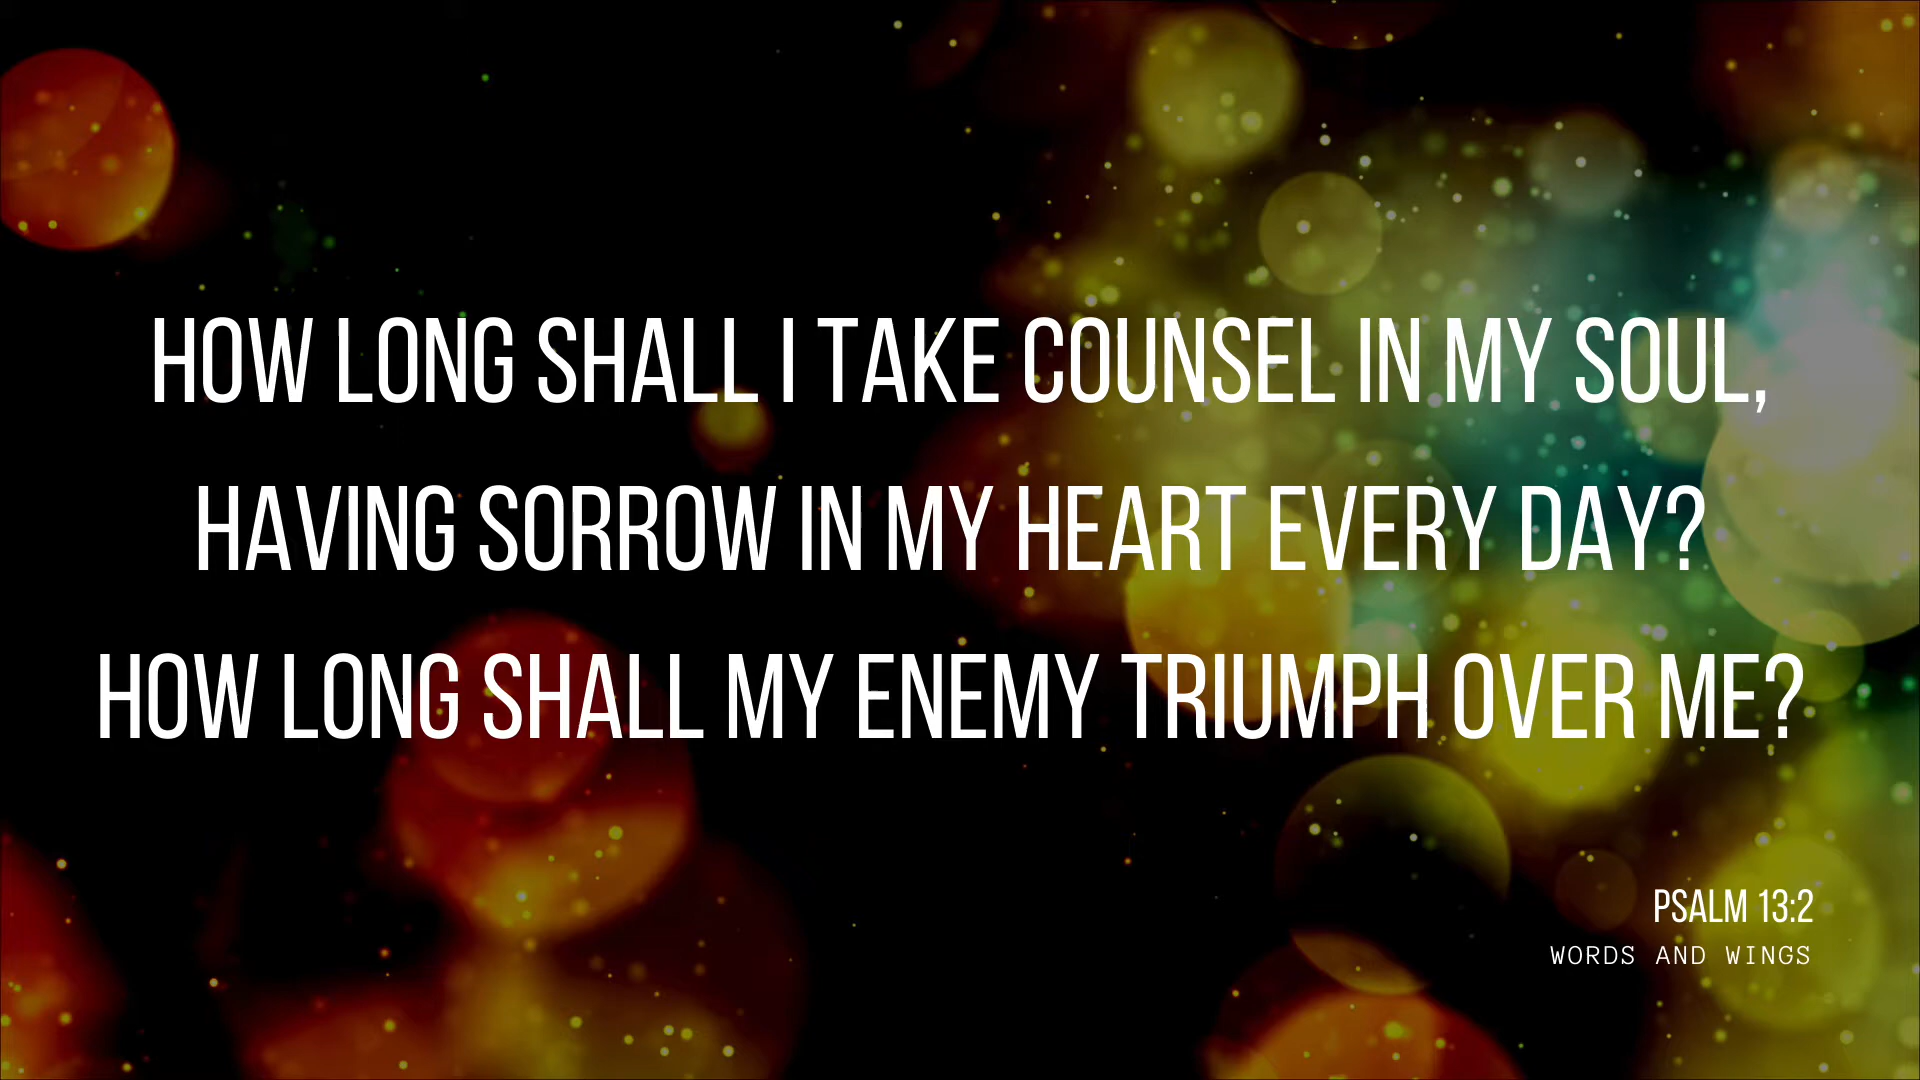 HOW LONG SHALL I TAKE COUNSEL IN MY SOUL,
HAVING SORROW IN MY HEART EVERY DAY?
HOW LONG SHALL MY ENEMY TRIUMPH OVER ME?
PSALM 13:2
WORDS AND WINGS